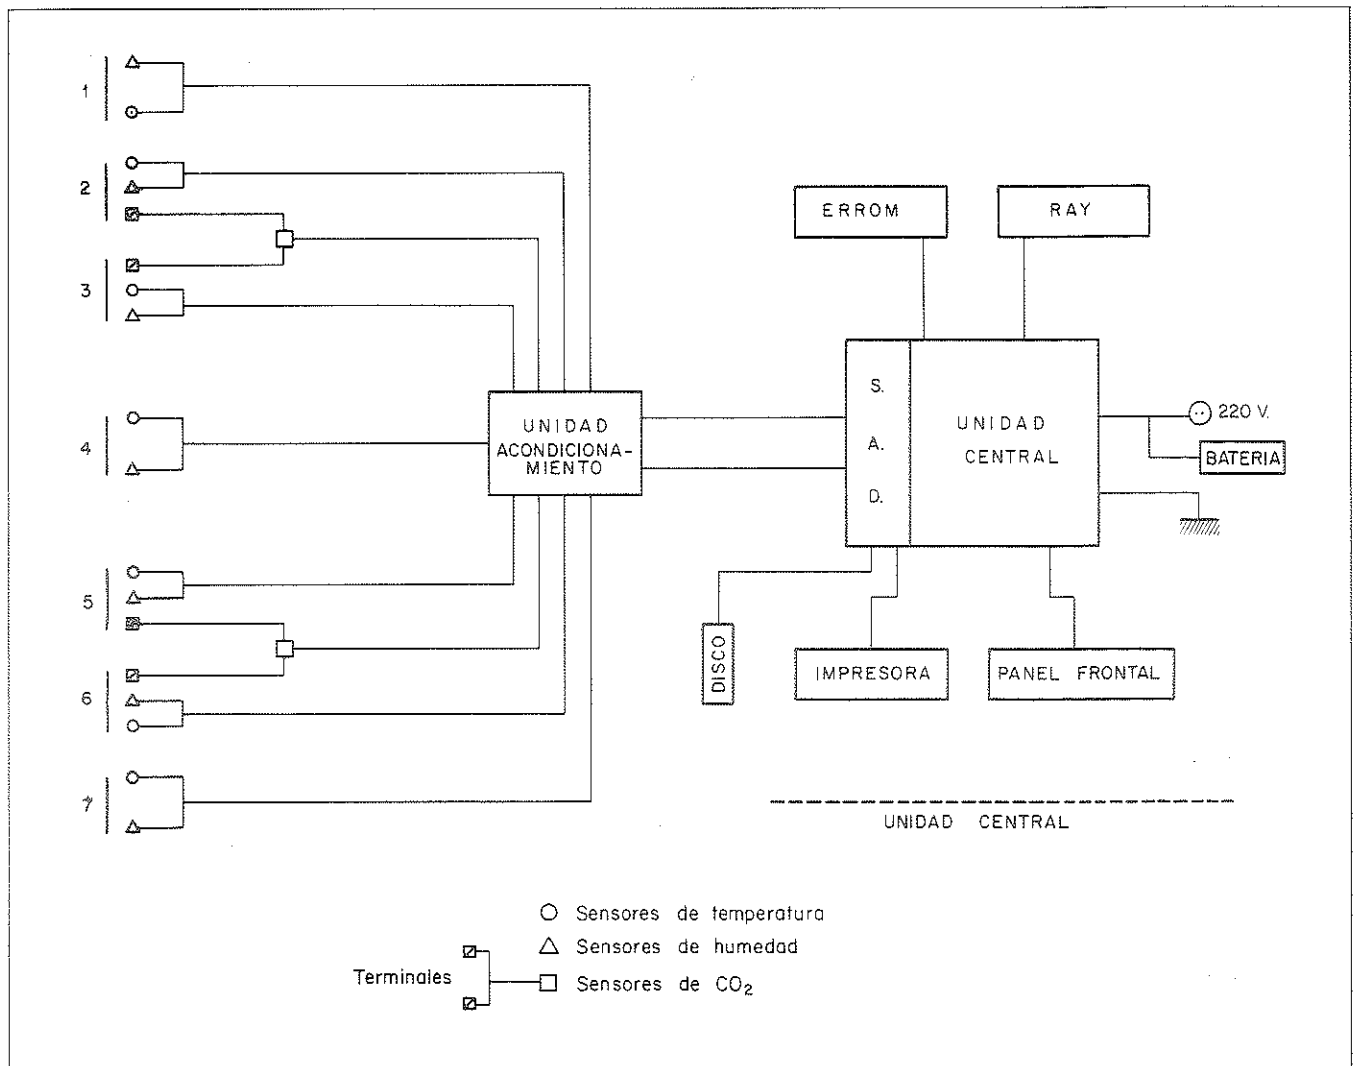 1
2
3
4
5
6
7
ERROM
RAY
UNIDAD
ACONDICIONA-
MIENTO
S.
A.
D.
UNIDAD
CENTRAL
220 V.
BATERIA
DISCO
IMPRESORA
PANEL FRONTAL
UNIDAD CENTRAL
Sensores de temperatura
Sensores de humedad
Terminales
Sensores de CO₂